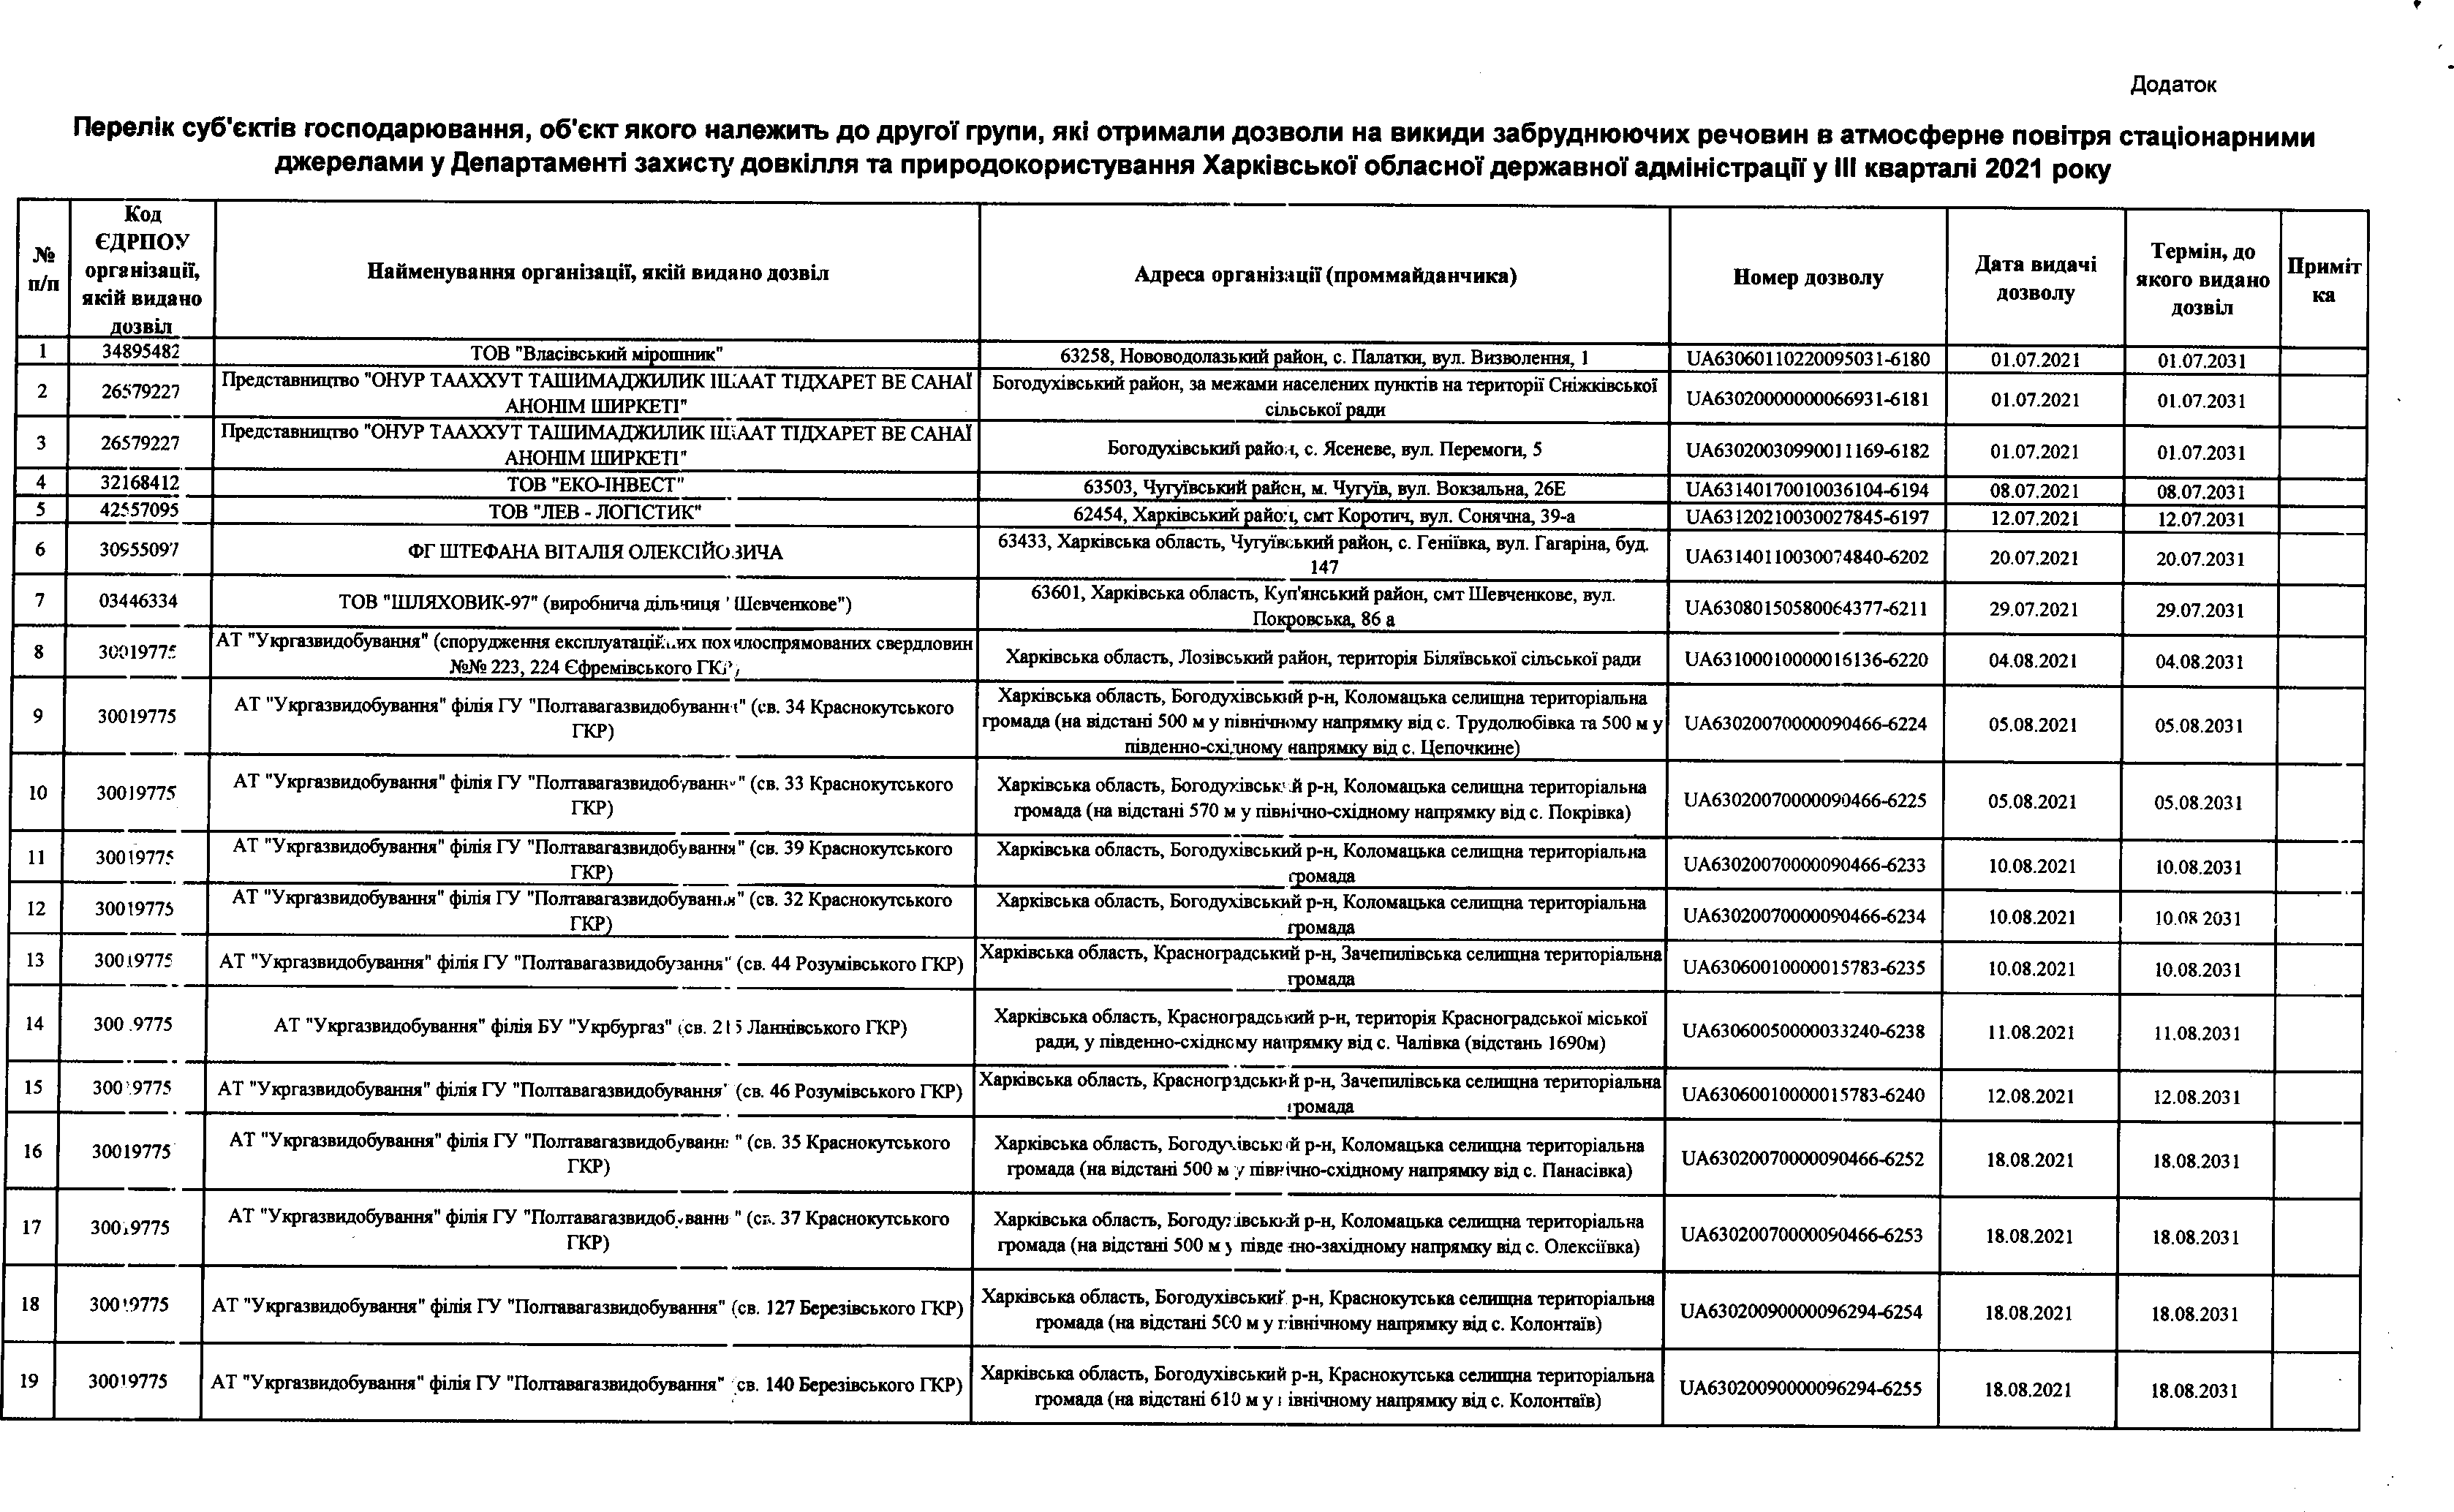 Додаток
Перелік суб'єктів господарювання, об'єкт якого належить до другої групи, які отримали дозволи на викиди забруднюючих речовин в атмосферне повітря стаціонарними
джерелами у Департаменті захисту довкілля та природокористування Харківської обласної державної адміністрації у ІІІ кварталі 2021 року
№ п/п
Код ЄДРПОУ організації, якій видано дозвіл
Найменування організації, якій видано дозвіл
Адреса організації (проммайданчика)
Номер дозволу
Дата видачі дозволу
Термін, до якого видано дозвіл
Приміт ка
1 34895482 ТОВ "Власівський мірошник" 63258, Нововодолазький район, с. Палатки, вул. Визволення, 1 UA63060110220095031-6180 01.07.2021 01.07.2031
2 26579227 Представництво "ОНУР ТААХХУТ ТАШИМАДЖИЛИК ІШААТ ТІДХАРЕТ ВЕ САНАЇ АНОНІМ ШИРКЕТІ" Богодухівський район, за межами населених пунктів на території Сніжківської сільської ради UA63020000000066931-6181 01.07.2021 01.07.2031
3 26579227 Представництво "ОНУР ТААХХУТ ТАШИМАДЖИЛИК ІШААТ ТІДХАРЕТ ВЕ САНАЇ АНОНІМ ШИРКЕТІ" Богодухівський район, с. Ясеневе, вул. Перемоги, 5 UA63020030990011169-6182 01.07.2021 01.07.2031
4 32168412 ТОВ "ЕКО-ІНВЕСТ" 63503, Чугуївський район, м. Чугуїв, вул. Вокзальна, 26Е UA63140170010036104-6194 08.07.2021 08.07.2031
5 42557095 ТОВ "ЛЕВ - ЛОГІСТИК" 62454, Харківський район, смт Коротич, вул. Сонячна, 39-а UA63120210030027845-6197 12.07.2021 12.07.2031
6 30955097 ФГ ШТЕФАНА ВІТАЛІЯ ОЛЕКСІЙОВИЧА 63433, Харківська область, Чугуївський район, с. Геніївка, вул. Гагаріна, буд. 147 UA63140110030074840-6202 20.07.2021 20.07.2031
7 03446334 ТОВ "ШЛЯХОВИК-97" (виробнича дільниця "Шевченкове") 63601, Харківська область, Куп'янський район, смт Шевченкове, вул. Покровська, 86 а UA63080150580064377-6211 29.07.2021 29.07.2031
8 30019775 АТ "Укргазвидобування" (спорудження експлуатаційних похилоспрямованих свердловин №№ 223, 224 Єфремівського ГКР) Харківська область, Лозівський район, територія Біляївської сільської ради UA63100010000016136-6220 04.08.2021 04.08.2031
9 30019775 АТ "Укргазвидобування" філія ГУ "Полтавагазвидобування" (св. 34 Краснокутського ГКР) Харківська область, Богодухівський р-н, Коломацька селищна територіальна громада (на відстані 500 м у північному напрямку від с. Трудолюбівка та 500 м у південно-східному напрямку від с. Цепочкине) UA63020070000090466-6224 05.08.2021 05.08.2031
10 30019775 АТ "Укргазвидобування" філія ГУ "Полтавагазвидобування" (св. 33 Краснокутського ГКР) Харківська область, Богодухівський р-н, Коломацька селищна територіальна громада (на відстані 570 м у північно-східному напрямку від с. Покрівка) UA63020070000090466-6225 05.08.2021 05.08.2031
11 30019775 АТ "Укргазвидобування" філія ГУ "Полтавагазвидобування" (св. 39 Краснокутського ГКР) Харківська область, Богодухівський р-н, Коломацька селищна територіальна громада UA63020070000090466-6233 10.08.2021 10.08.2031
12 30019775 АТ "Укргазвидобування" філія ГУ "Полтавагазвидобування" (св. 32 Краснокутського ГКР) Харківська область, Богодухівський р-н, Коломацька селищна територіальна громада UA63020070000090466-6234 10.08.2021 10.08.2031
13 30019775 АТ "Укргазвидобування" філія ГУ "Полтавагазвидобування" (св. 44 Розумівського ГКР) Харківська область, Красноградський р-н, Зачепилівська селищна територіальна громада UA63060010000015783-6235 10.08.2021 10.08.2031
14 30019775 АТ "Укргазвидобування" філія БУ "Укрбургаз" (св. 215 Ланнівського ГКР) Харківська область, Красноградський р-н, територія Красноградської міської ради, у південно-східному напрямку від с. Чалівка (відстань 1690м) UA63060050000033240-6238 11.08.2021 11.08.2031
15 30019775 АТ "Укргазвидобування" філія ГУ "Полтавагазвидобування" (св. 46 Розумівського ГКР) Харківська область, Красноградський р-н, Зачепилівська селищна територіальна громада UA63060010000015783-6240 12.08.2021 12.08.2031
16 30019775 АТ "Укргазвидобування" філія ГУ "Полтавагазвидобування" (св. 35 Краснокутського ГКР) Харківська область, Богодухівський р-н, Коломацька селищна територіальна громада (на відстані 500 м у північно-східному напрямку від с. Панасівка) UA63020070000090466-6252 18.08.2021 18.08.2031
17 30019775 АТ "Укргазвидобування" філія ГУ "Полтавагазвидобування" (св. 37 Краснокутського ГКР) Харківська область, Богодухівський р-н, Коломацька селищна територіальна громада (на відстані 500 м у південно-західному напрямку від с. Олексіївка) UA63020070000090466-6253 18.08.2021 18.08.2031
18 30019775 АТ "Укргазвидобування" філія ГУ "Полтавагазвидобування" (св. 127 Березівського ГКР) Харківська область, Богодухівський р-н, Краснокутська селищна територіальна громада (на відстані 500 м у північному напрямку від с. Колонтаїв) UA63020090000096294-6254 18.08.2021 18.08.2031
19 30019775 АТ "Укргазвидобування" філія ГУ "Полтавагазвидобування" (св. 140 Березівського ГКР) Харківська область, Богодухівський р-н, Краснокутська селищна територіальна громада (на відстані 610 м у північному напрямку від с. Колонтаїв) UA63020090000096294-6255 18.08.2021 18.08.2031